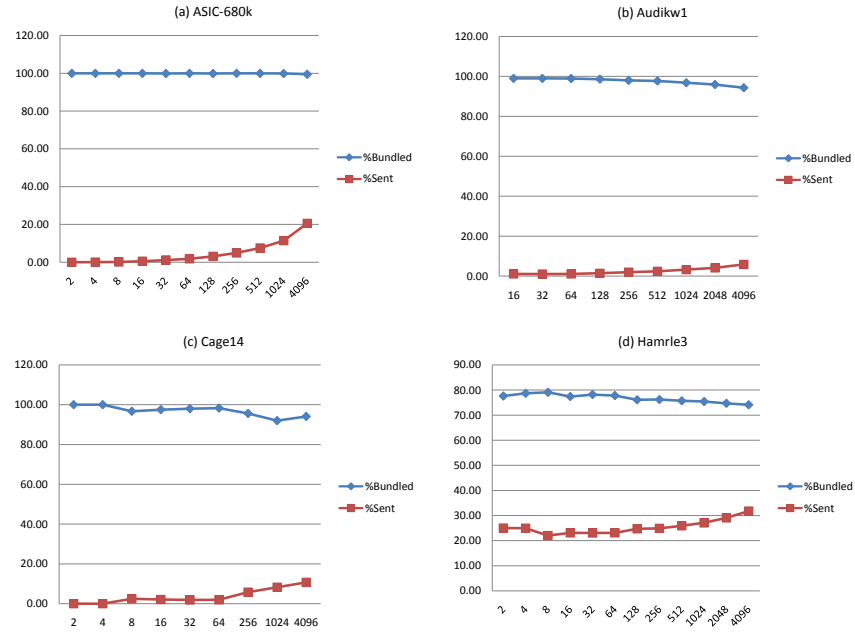 (a) ASIC-680k
120.00
100.00
80.00
60.00
40.00
20.00
0.00
2 4 8 16 32 64 128 256 512 1024 4096
%Bundled
%Sent
(b) Audikw1
120.00
100.00
80.00
60.00
40.00
20.00
0.00
16 32 64 128 256 512 1024 2048 4096
%Bundled
%Sent
(c) Cage14
120.00
100.00
80.00
60.00
40.00
20.00
0.00
2 4 8 16 32 64 256 1024 4096
%Bundled
%Sent
(d) Hamrle3
90.00
80.00
70.00
60.00
50.00
40.00
30.00
20.00
10.00
0.00
2 4 8 16 32 64 128 256 512 1024 2048 4096
%Bundled
%Sent